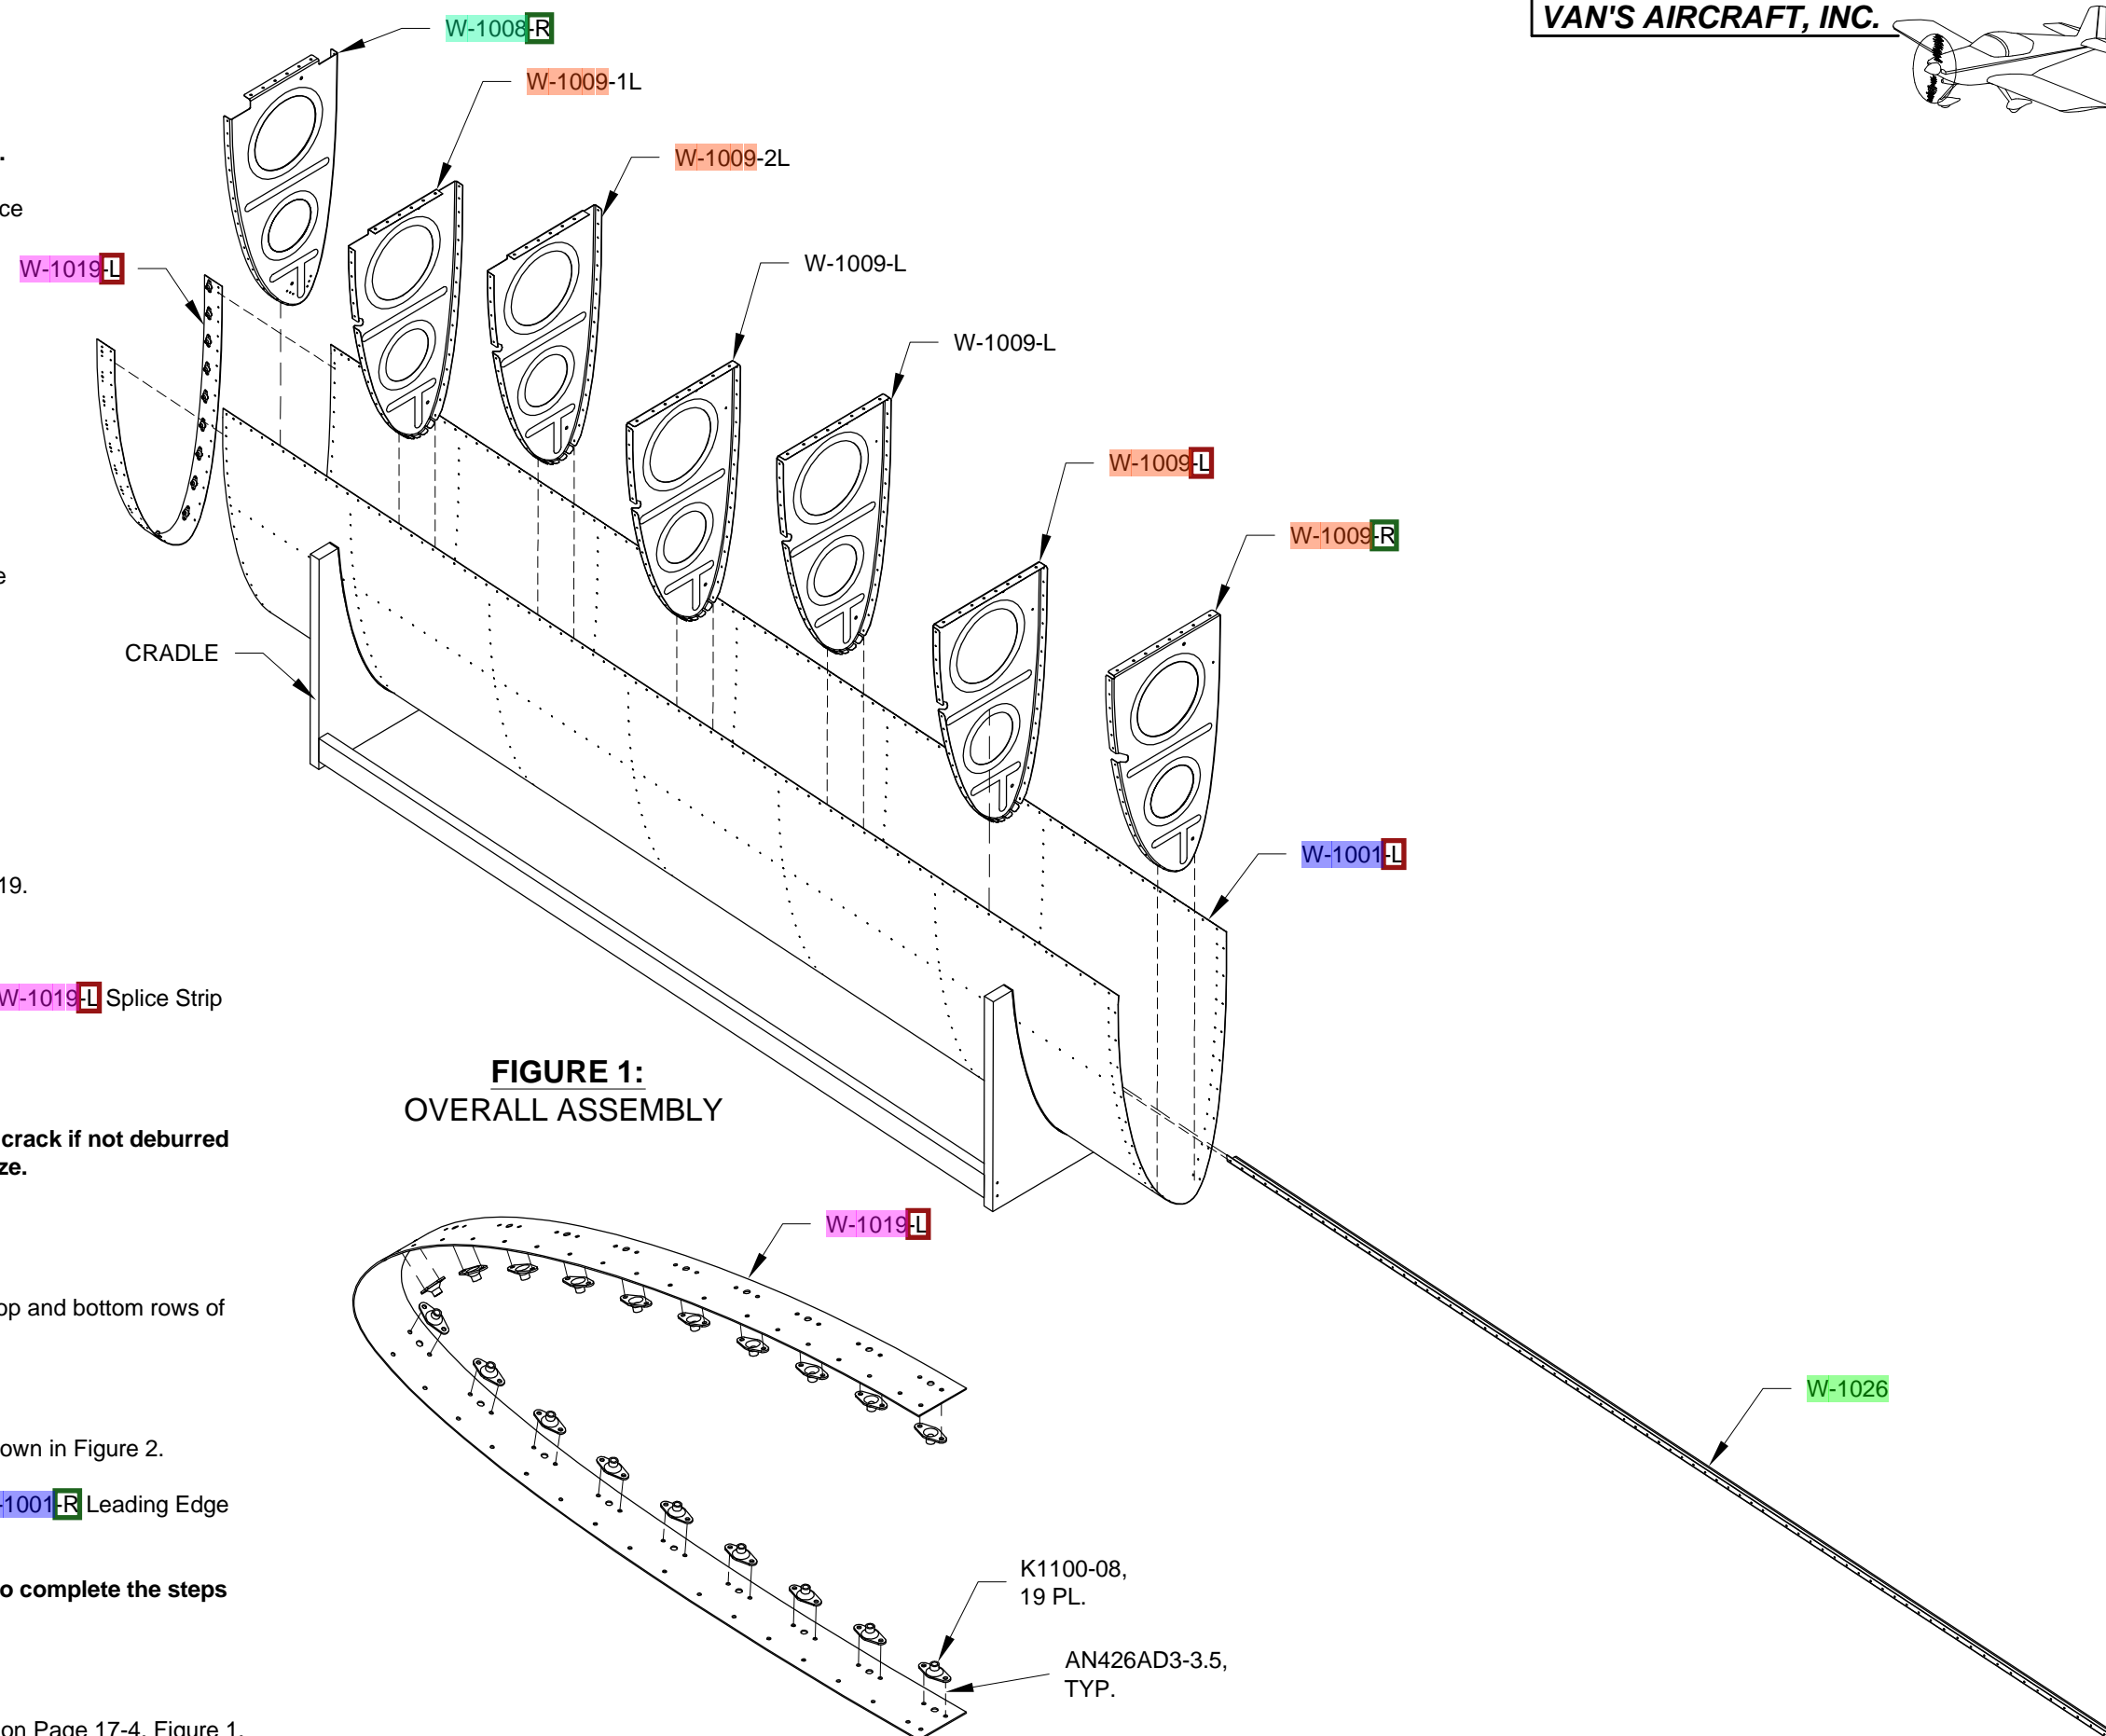 VAN'S AIRCRAFT, INC.
W-1008-R
W-1009-1L
W-1009-2L
W-1019-L
W-1009-L
W-1009-L
W-1009-L
W-1009-R
CRADLE
W-1001-L
19.
W-1019-L Splice Strip
FIGURE 1:
OVERALL ASSEMBLY
crack if not deburred
ze.
W-1019-L
op and bottom rows of
W-1026
own in Figure 2.
-1001-R Leading Edge
K1100-08,
19 PL.
o complete the steps
AN426AD3-3.5,
TYP.
on Page 17-4, Figure 1.